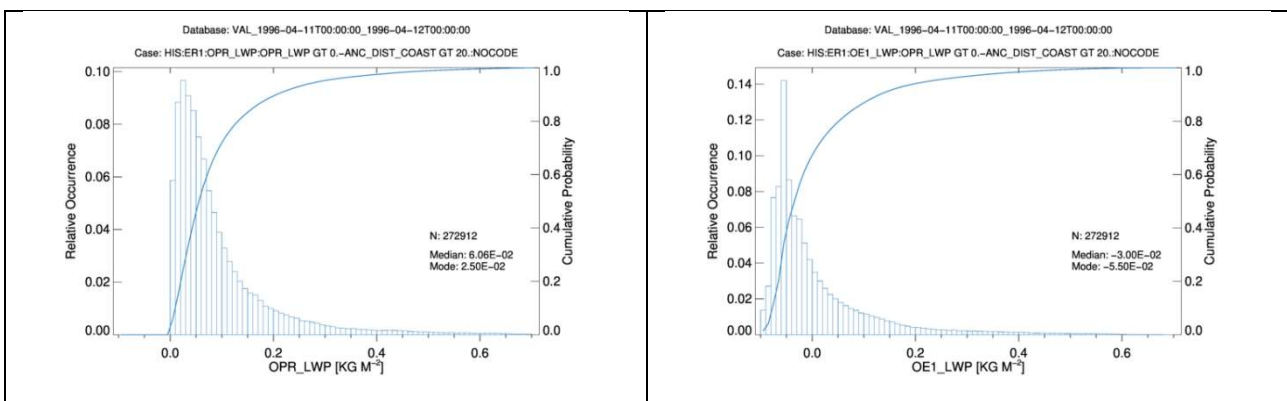 Database: VAL_1996-04-11T00:00:00_1996-04-12T00:00:00
Case: HIS:ER1:OPR_LWP:OPR_LWP GT 0.-ANC_DIST_COAST GT 20.:NOCODE
0.10
0.08
0.06
0.04
0.02
0.00
Relative Occurrence
1.0
0.8
0.6
0.4
0.2
0.0
Cumulative Probability
N: 272912
Median: 6.06E-02
Mode: 2.50E-02
0.0 0.2 0.4 0.6
OPR_LWP [KG M⁻²]
Database: VAL_1996-04-11T00:00:00_1996-04-12T00:00:00
Case: HIS:ER1:OE1_LWP:OPR_LWP GT 0.-ANC_DIST_COAST GT 20.:NOCODE
0.14
0.12
0.10
0.08
0.06
0.04
0.02
0.00
Relative Occurrence
1.0
0.8
0.6
0.4
0.2
0.0
Cumulative Probability
N: 272912
Median: -3.00E-02
Mode: -5.50E-02
0.0 0.2 0.4 0.6
OE1_LWP [KG M⁻²]